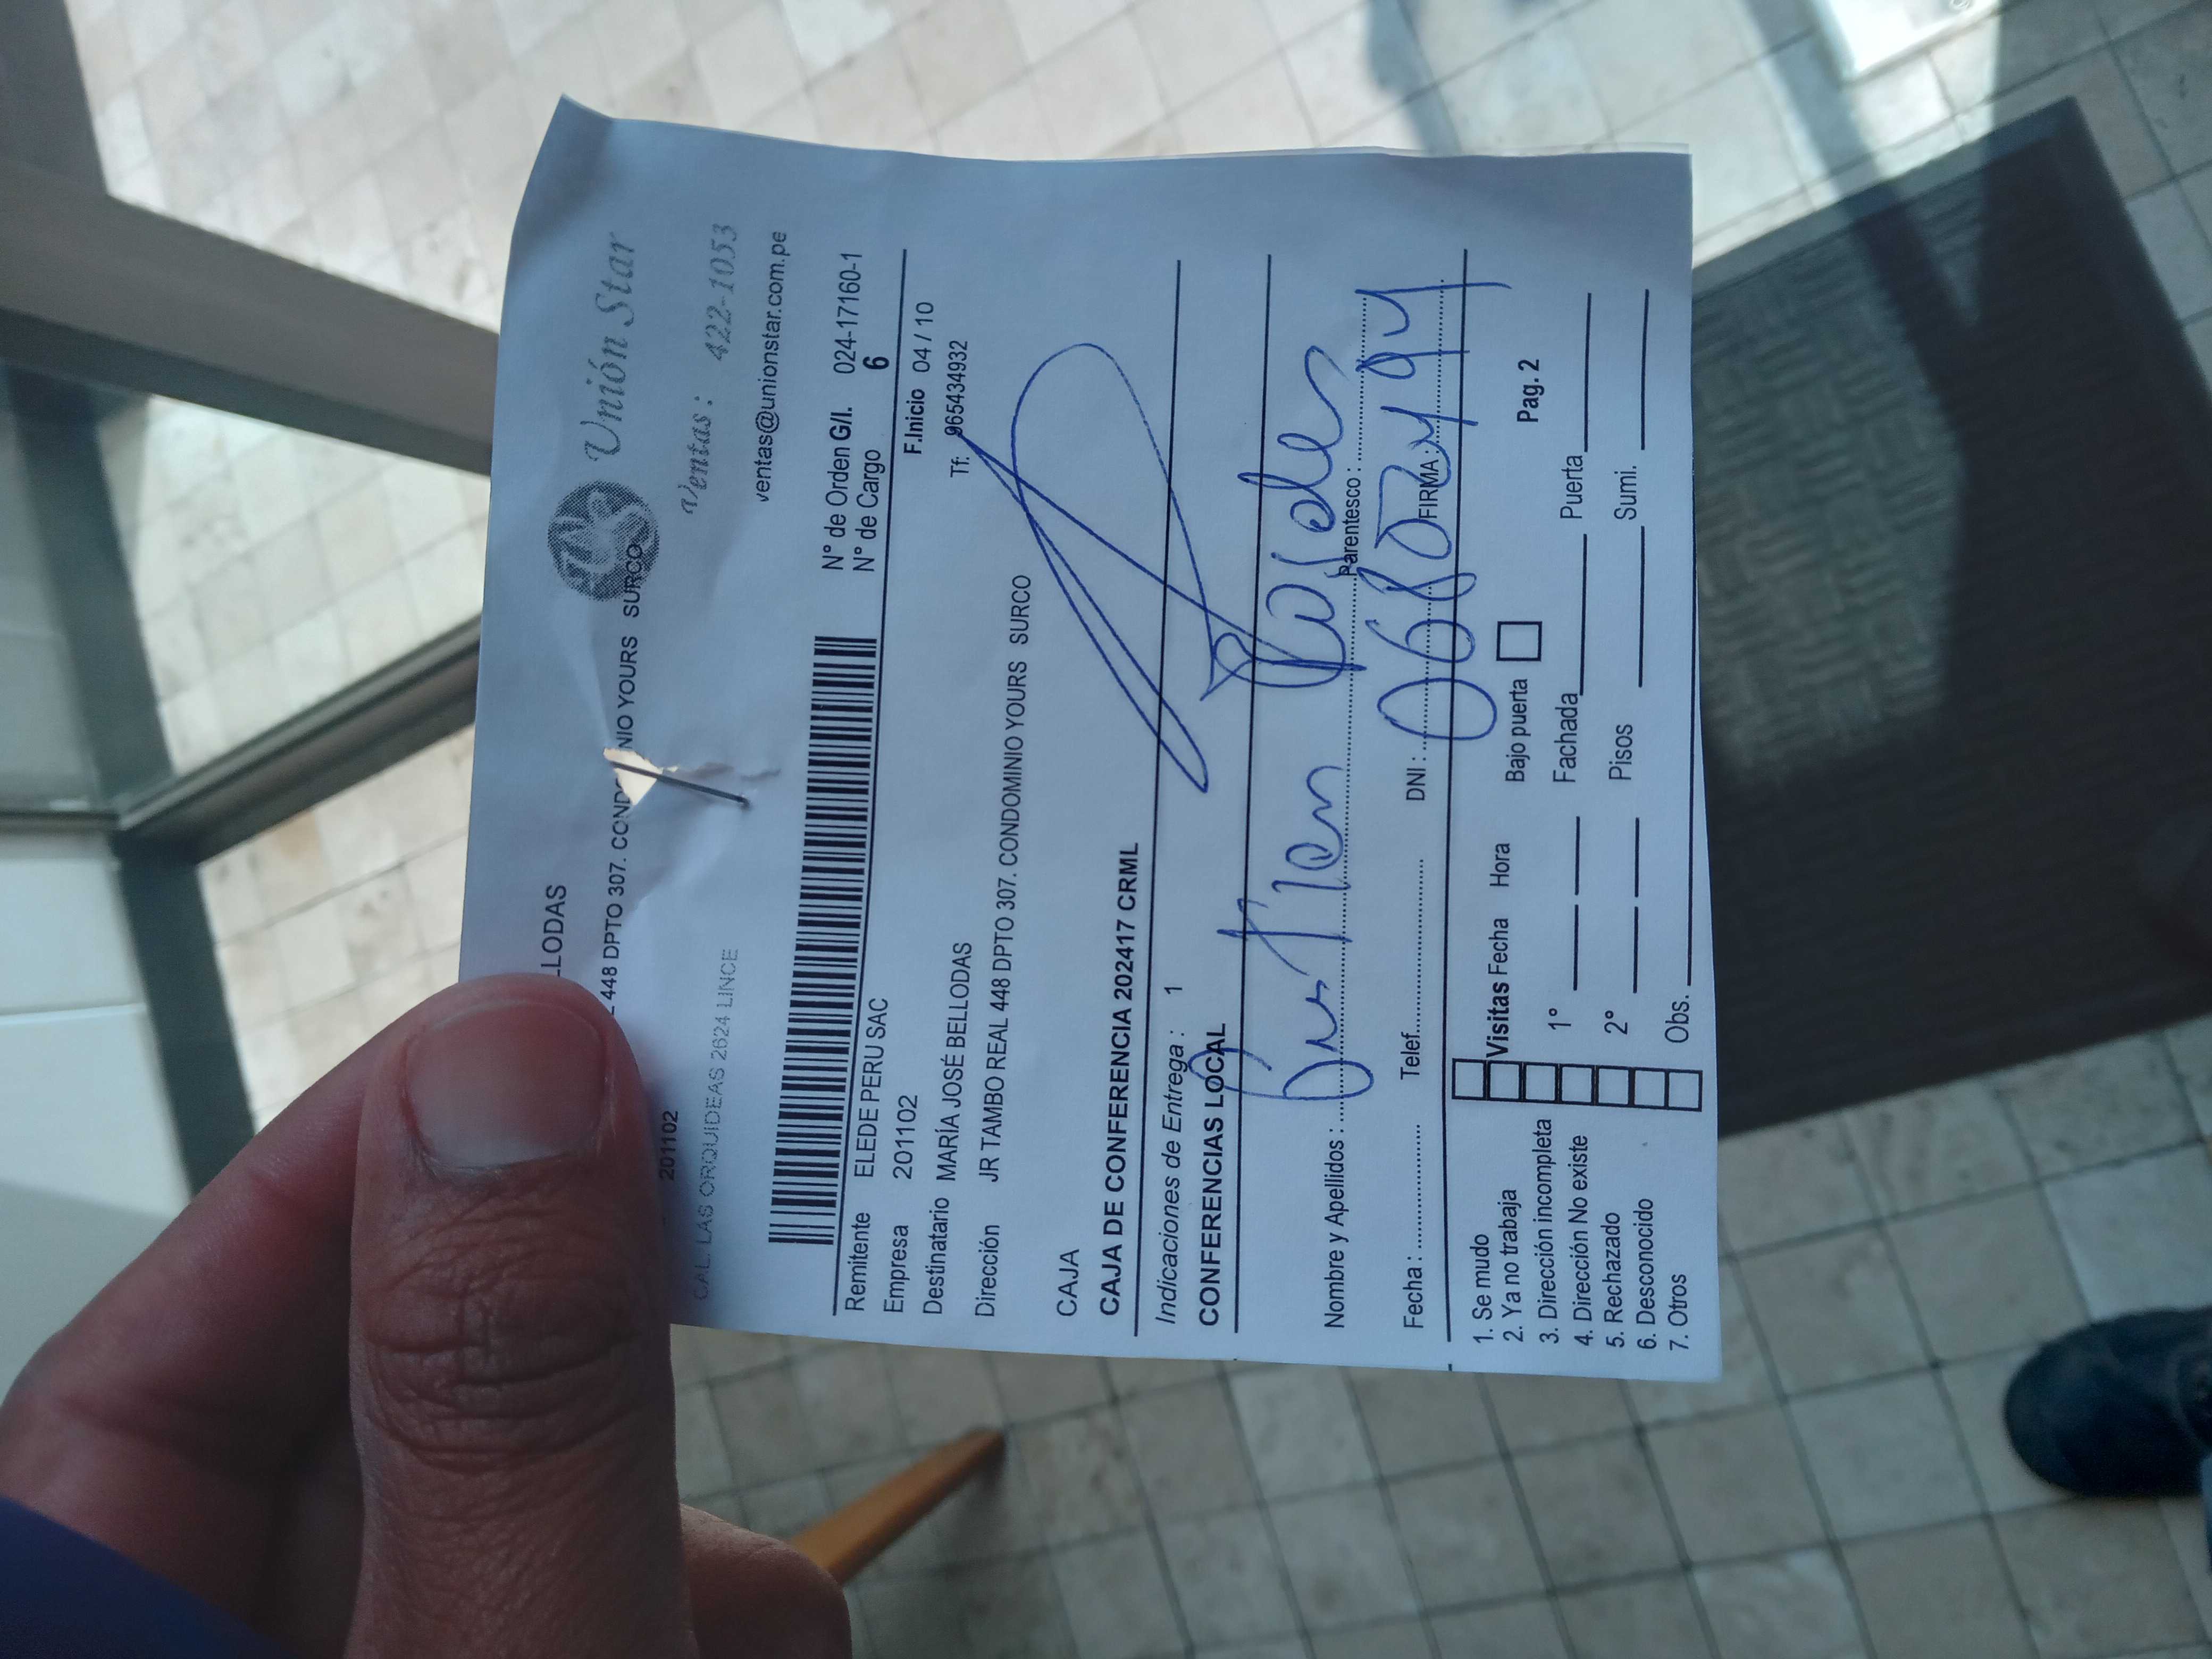 LLODAS
448 DPTO 307. COND NIO YOURS SURCO
201102
CAL. LAS ORQUIDEAS 2624 LINCE
Unión Star
Ventas : 422-1053
ventas@unionstar.com.pe
N° de Orden G/I. 024-17160-1
N° de Cargo 6
Remitente ELEDE PERU SAC
F.Inicio 04 / 10
Empresa 201102
Tf. 965434932
Destinatario MARÍA JOSÉ BELLODAS
Dirección JR TAMBO REAL 448 DPTO 307. CONDOMINIO YOURS SURCO
CAJA
CAJA DE CONFERENCIA 202417 CRML
Indicaciones de Entrega : 1
CONFERENCIAS LOCAL
Nombre y Apellidos :
Parentesco :
Fecha : Telef. DNI : FIRMA :
1. Se mudo
2. Ya no trabaja
3. Dirección incompleta
4. Dirección No existe
5. Rechazado
6. Desconocido
7. Otros
Visitas Fecha Hora Bajo puerta Pag. 2
1° Fachada Puerta
2° Pisos Sumi.
Obs.